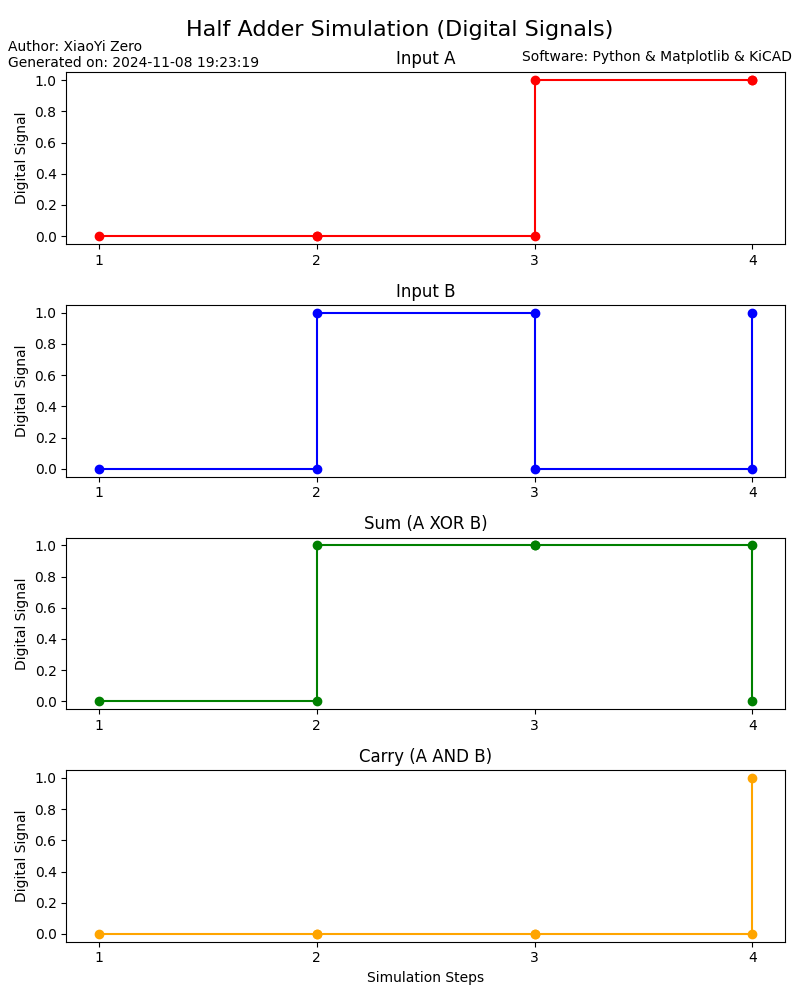 Half Adder Simulation (Digital Signals)
Author: XiaoYi Zero
Generated on: 2024-11-08 19:23:19
Software: Python & Matplotlib & KiCAD
Input A
Digital Signal
1.0
0.8
0.6
0.4
0.2
0.0
1 2 3 4
Input B
Digital Signal
1.0
0.8
0.6
0.4
0.2
0.0
1 2 3 4
Sum (A XOR B)
Digital Signal
1.0
0.8
0.6
0.4
0.2
0.0
1 2 3 4
Carry (A AND B)
Digital Signal
1.0
0.8
0.6
0.4
0.2
0.0
1 2 3 4
Simulation Steps